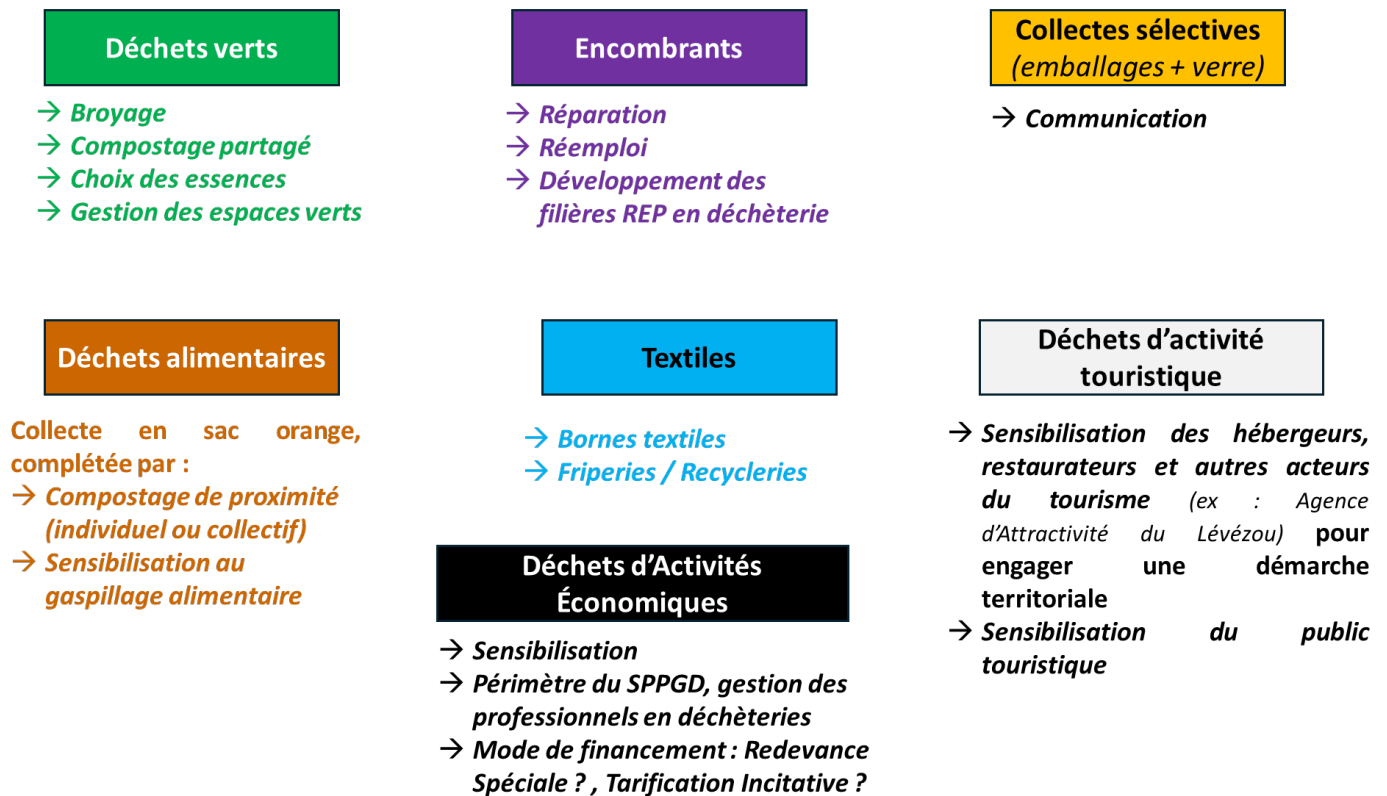 Déchets verts
→ Broyage
→ Compostage partagé
→ Choix des essences
→ Gestion des espaces verts
Encombrants
→ Réparation
→ Réemploi
→ Développement des
filières REP en déchèterie
Collectes sélectives
(emballages + verre)
→ Communication
Déchets alimentaires
Collecte en sac orange,
complétée par :
→ Compostage de proximité
(individuel ou collectif)
→ Sensibilisation au
gaspillage alimentaire
Textiles
→ Bornes textiles
→ Friperies / Recycleries
Déchets d’activité
touristique
→ Sensibilisation des hébergeurs,
restaurateurs et autres acteurs
du tourisme (ex : Agence
d’Attractivité du Lévézou) pour
engager une démarche
territoriale
→ Sensibilisation du public
touristique
Déchets d’Activités
Économiques
→ Sensibilisation
→ Périmètre du SPPGD, gestion des
professionnels en déchèteries
→ Mode de financement : Redevance
Spéciale ? , Tarification Incitative ?